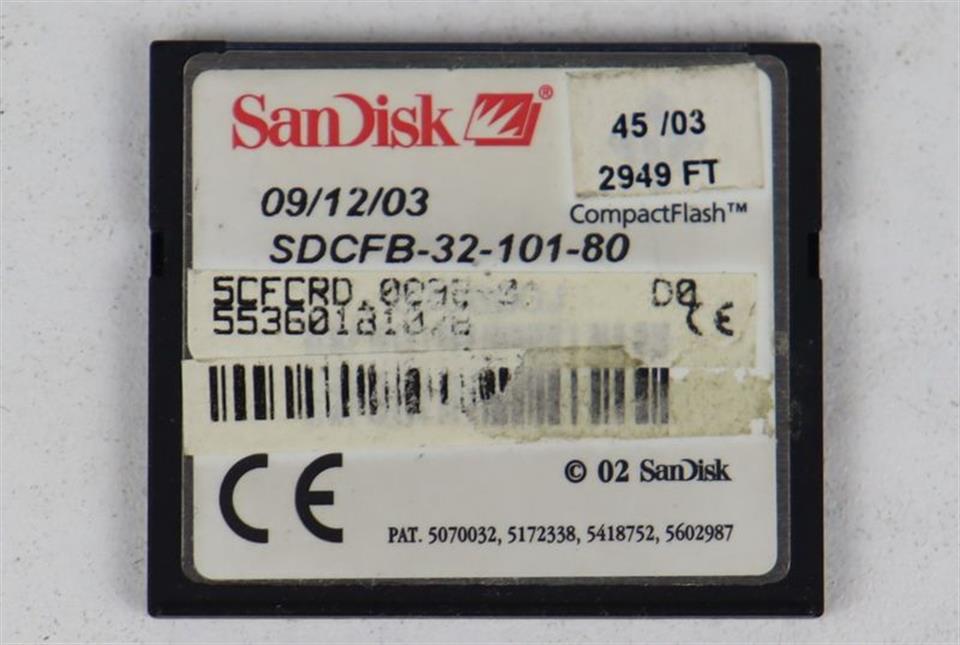 SanDisk®
45 /03
2949 FT
09/12/03
CompactFlash™
SDCFB-32-101-80
SCFCRD D0
CE
CE
© 02 SanDisk
PAT. 5070032, 5172338, 5418752, 5602987